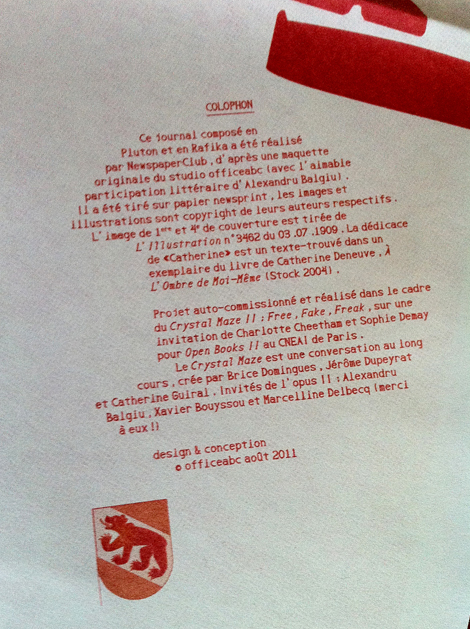 COLOPHON
Ce journal composé en
Pluton et en Rafika a été réalisé
par NewspaperClub, d'après une maquette
originale du studio officeabc (avec l'aimable
participation littéraire d'Alexandru Balgiu).
Il a été tiré sur papier newsprint, les images et
illustrations sont copyright de leurs auteurs respectifs.
L'image de 1ère et 4e de couverture est tirée de
L'Illustration n°3462 du 03.07.1909. La dédicace
de «Catherine» est un texte-trouvé dans un
exemplaire du livre de Catherine Deneuve, À
L'Ombre de Moi-Même (Stock 2004).
Projet auto-commissionné et réalisé dans le cadre
du Crystal Maze II : Free, Fake, Freak, sur une
invitation de Charlotte Cheetham et Sophie Demay
pour Open Books II au CNEAI de Paris.
Le Crystal Maze est une conversation au long
cours, crée par Brice Domingues, Jérôme Dupeyrat
et Catherine Guiral. Invités de l'opus II : Alexandru
Balgiu, Xavier Bouyssou et Marcelline Delbecq (merci
à eux !)
design & conception
© officeabc août 2011